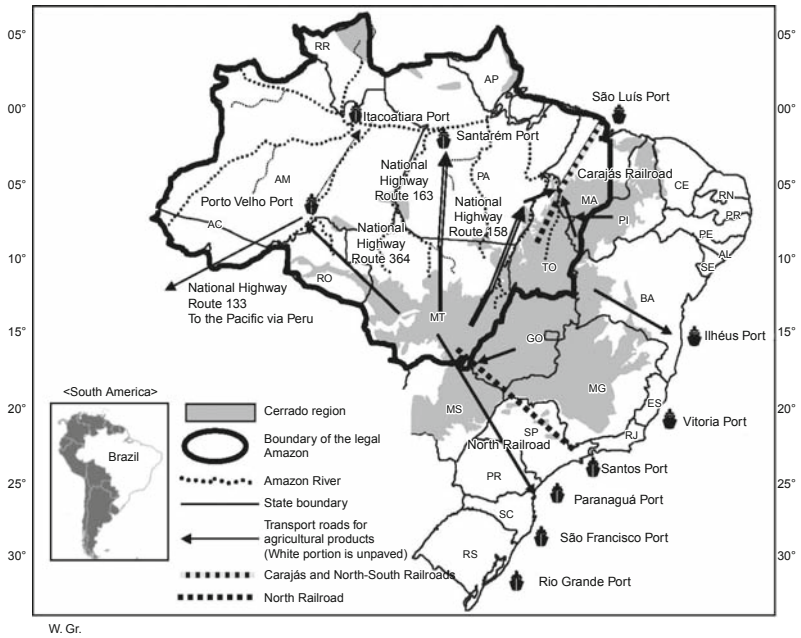 05°
00°
05°
10°
15°
20°
25°
30°
05°
00°
05°
10°
15°
20°
25°
30°
RR
AP
São Luís Port
Itacoatiara Port
Santarém Port
National
Highway
Route 163
PA
Carajás Railroad
AM
CE
National
Highway
Route 158
MA
RN
Porto Velho Port
PI
PR
AC
PE
National
Highway
Route 364
AL
SE
TO
National Highway
Route 133
To the Pacific via Peru
RO
BA
MT
Ilhéus Port
GO
<South America>
Brazil
MG
MS
ES
Vitoria Port
SP
North Railroad
RJ
Santos Port
PR
Paranaguá Port
SC
São Francisco Port
RS
Rio Grande Port
Cerrado region
Boundary of the legal
Amazon
Amazon River
State boundary
Transport roads for
agricultural products
(White portion is unpaved)
Carajás and North-South Railroads
North Railroad
W. Gr.